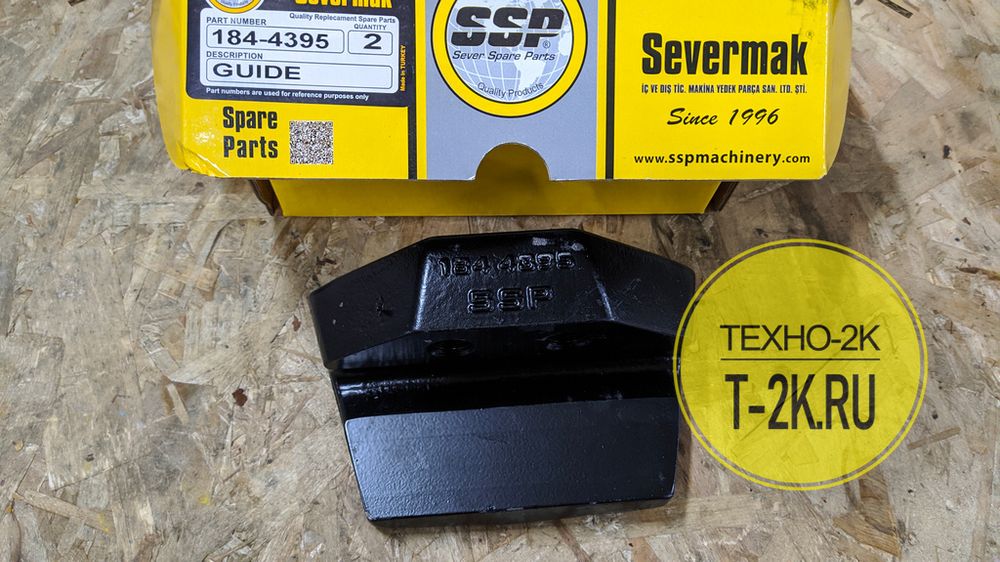 Severmak
Quality Replecament Spare Parts
PART NUMBER
QUANTITY
184-4395
2
DESCRIPTION
GUIDE
Part numbers are used for reference purposes only
Made in TURKEY
Spare
Parts
SSP®
Sever Spare Parts
Quality Products
Severmak®
İÇ VE DIŞ TİC. MAKİNA YEDEK PARÇA SAN. LTD. ŞTİ.
Since 1996
www.sspmachinery.com
184 4395
SSP
ТЕХНО-2К
T-2K.RU